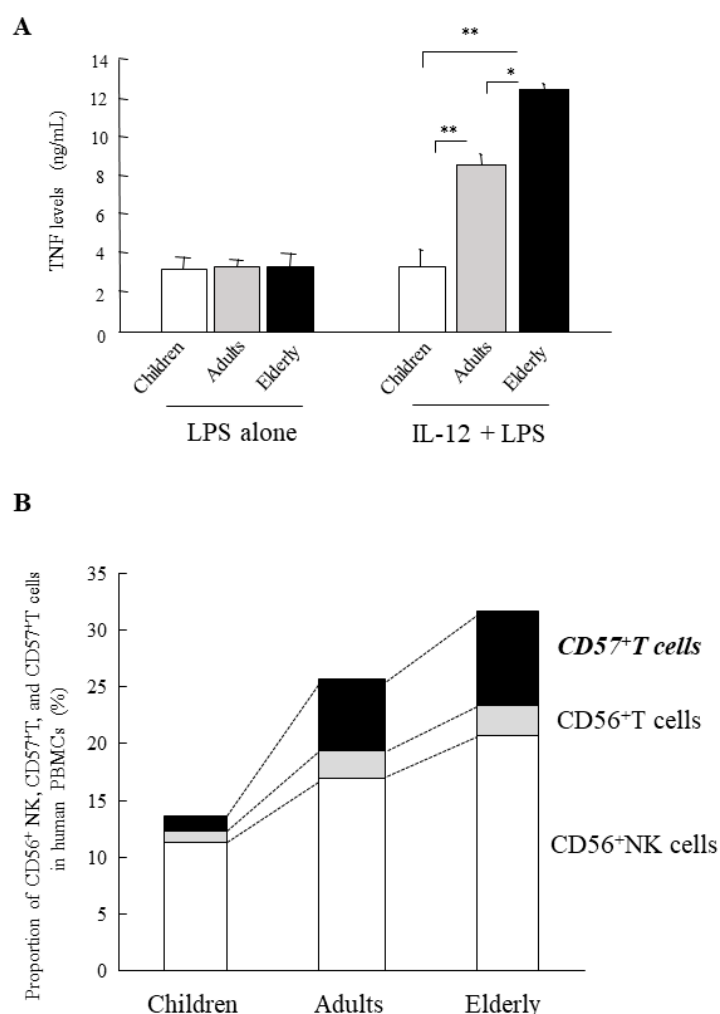 A
TNF levels (ng/mL)
14
12
10
8
6
4
2
0
**
*
**
Children
Adults
Elderly
Children
Adults
Elderly
LPS alone
IL-12 + LPS
B
Proportion of CD56⁺ NK, CD57⁺T, and CD57⁺T cells
in human PBMCs (%)
35
30
25
20
15
10
5
0
CD57⁺T cells
CD56⁺T cells
CD56⁺NK cells
Children
Adults
Elderly